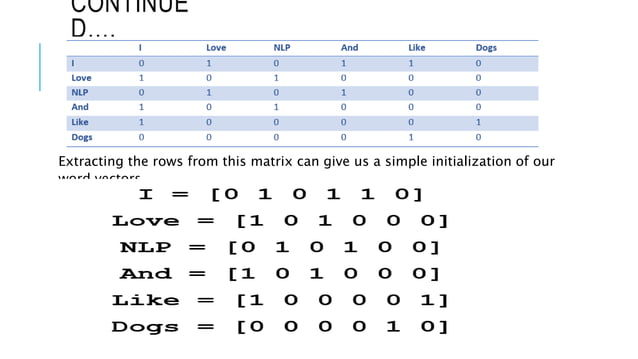 CONTINUE
D....
I Love NLP And Like Dogs
I 0 1 0 1 1 0
Love 1 0 1 0 0 0
NLP 0 1 0 1 0 0
And 1 0 1 0 0 0
Like 1 0 0 0 0 1
Dogs 0 0 0 0 1 0
Extracting the rows from this matrix can give us a simple initialization of our
word vectors
I = [0 1 0 1 1 0]
Love = [1 0 1 0 0 0]
NLP = [0 1 0 1 0 0]
And = [1 0 1 0 0 0]
Like = [1 0 0 0 0 1]
Dogs = [0 0 0 0 1 0]